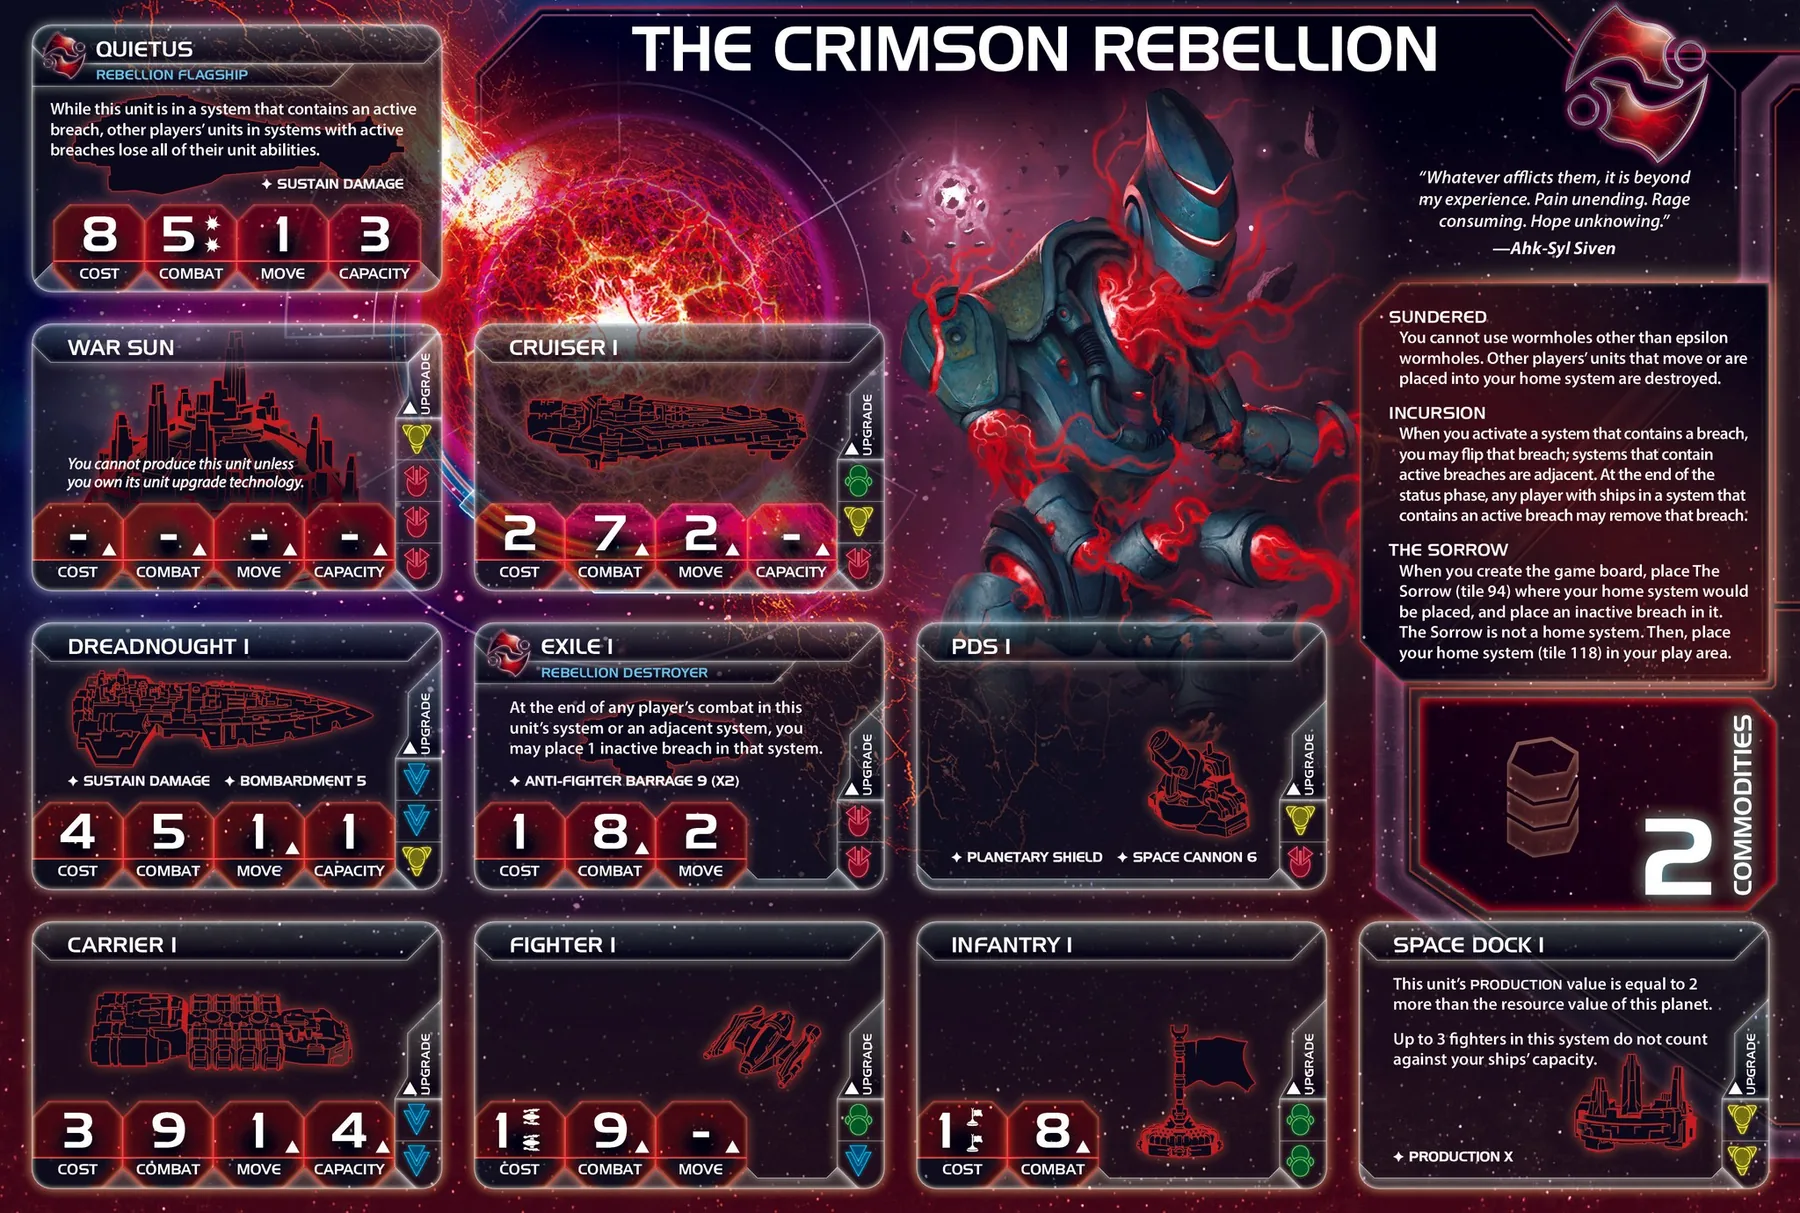 THE CRIMSON REBELLION
QUIETUS
REBELLION FLAGSHIP
While this unit is in a system that contains an active
breach, other players' units in systems with active
breaches lose all of their unit abilities.
✦ SUSTAIN DAMAGE
8 5 1 3
COST COMBAT MOVE CAPACITY
"Whatever afflicts them, it is beyond
my experience. Pain unending. Rage
consuming. Hope unknowing."
—Ahk-Syl Siven
WAR SUN
You cannot produce this unit unless
you own its unit upgrade technology.
- - - -
COST COMBAT MOVE CAPACITY
UPGRADE
CRUISER I
2 7 2 -
COST COMBAT MOVE CAPACITY
UPGRADE
SUNDERED
You cannot use wormholes other than epsilon
wormholes. Other players' units that move or are
placed into your home system are destroyed.
INCURSION
When you activate a system that contains a breach,
you may flip that breach; systems that contain
active breaches are adjacent. At the end of the
status phase, any player with ships in a system that
contains an active breach may remove that breach.
THE SORROW
When you create the game board, place The
Sorrow (tile 94) where your home system would
be placed, and place an inactive breach in it.
The Sorrow is not a home system. Then, place
your home system (tile 118) in your play area.
DREADNOUGHT I
✦ SUSTAIN DAMAGE ✦ BOMBARDMENT 5
4 5 1 1
COST COMBAT MOVE CAPACITY
UPGRADE
EXILE I
REBELLION DESTROYER
At the end of any player's combat in this
unit's system or an adjacent system, you
may place 1 inactive breach in that system.
✦ ANTI-FIGHTER BARRAGE 9 (X2)
1 8 2
COST COMBAT MOVE
UPGRADE
PDS I
✦ PLANETARY SHIELD ✦ SPACE CANNON 6
UPGRADE
2
COMMODITIES
CARRIER I
3 9 1 4
COST COMBAT MOVE CAPACITY
UPGRADE
FIGHTER I
1 9 -
COST COMBAT MOVE
UPGRADE
INFANTRY I
1 8
COST COMBAT
UPGRADE
SPACE DOCK I
This unit's PRODUCTION value is equal to 2
more than the resource value of this planet.
Up to 3 fighters in this system do not count
against your ships' capacity.
✦ PRODUCTION X
UPGRADE